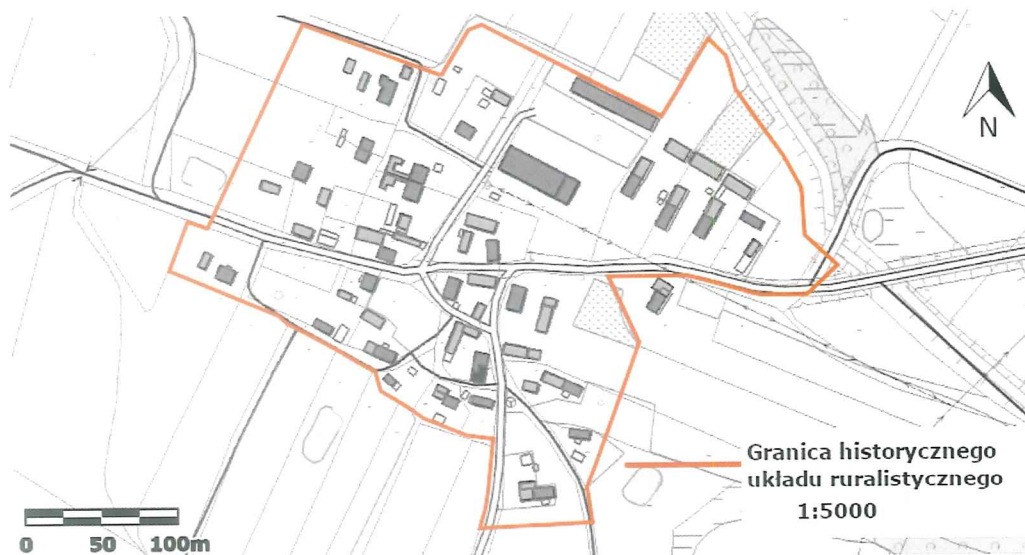 N
Granica historycznego
układu ruralistycznego
1:5000
0 50 100m